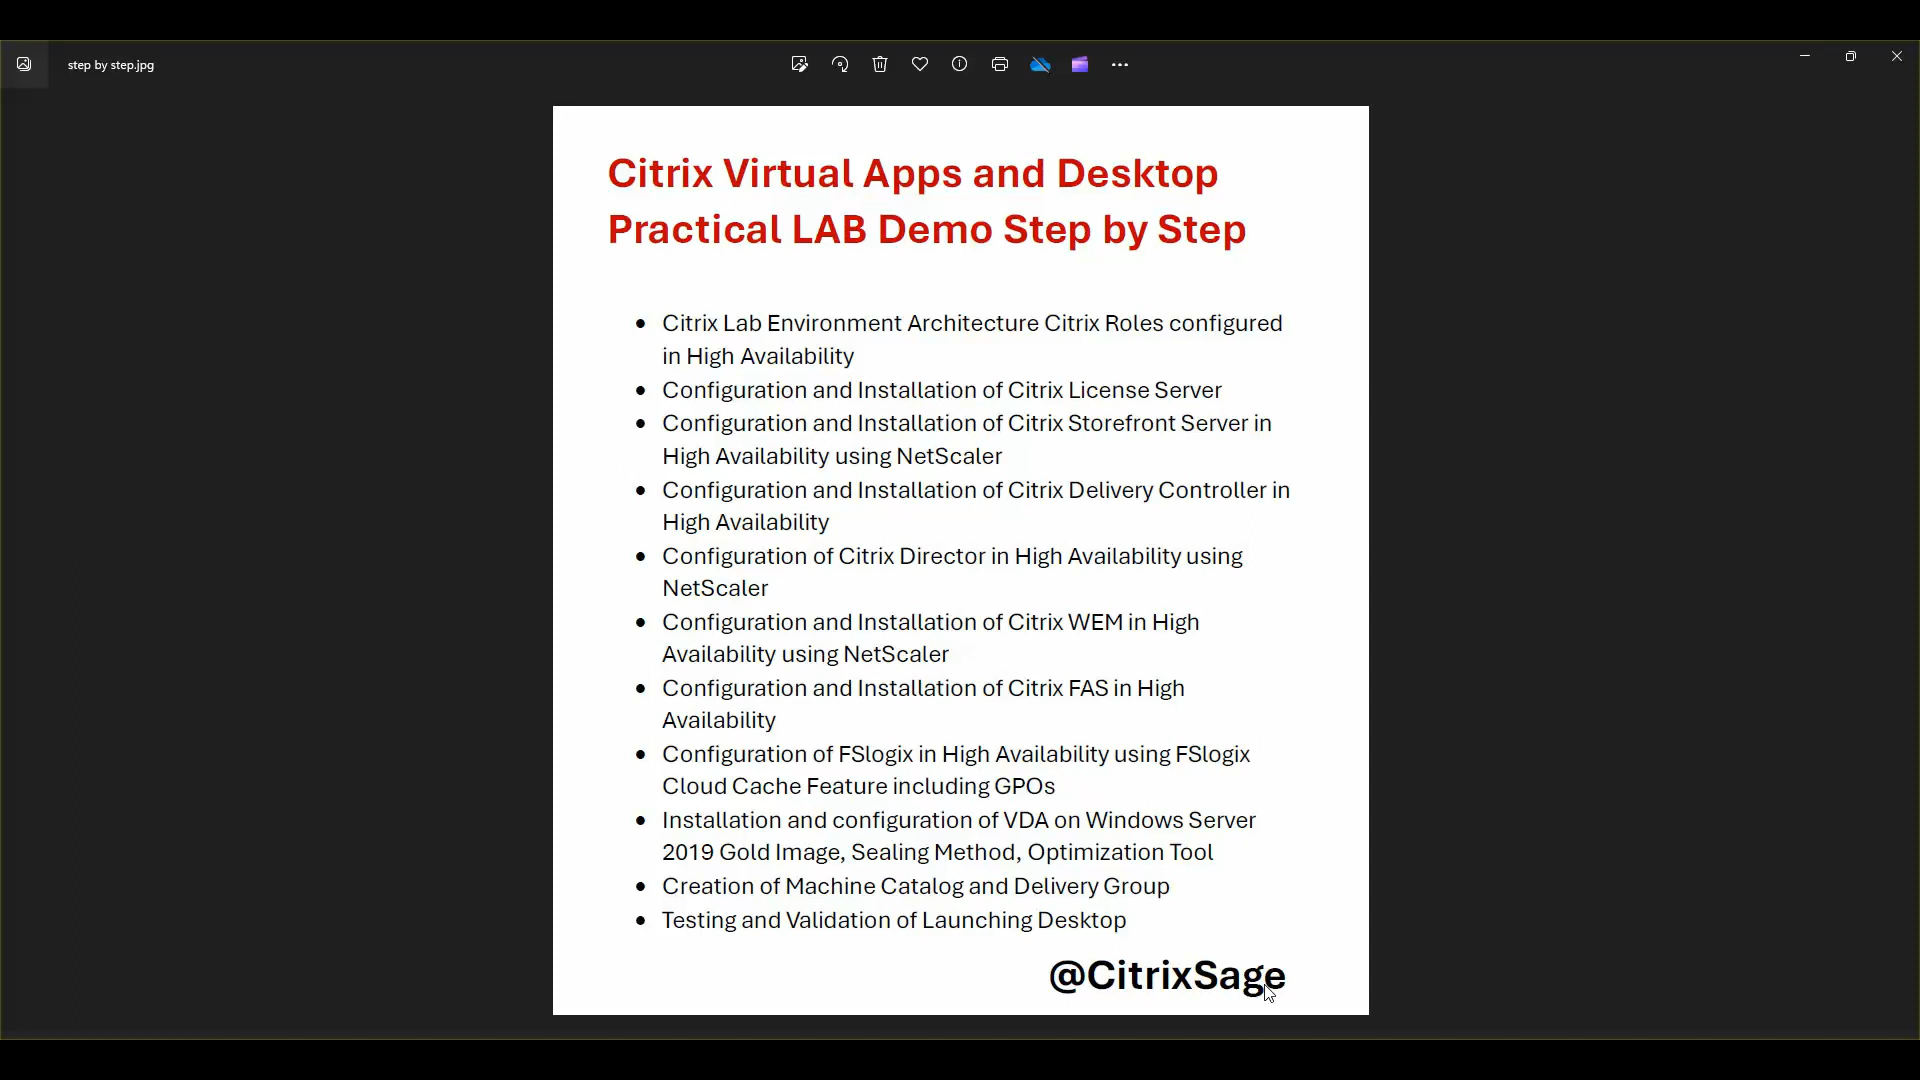 step by step.jpg
Citrix Virtual Apps and Desktop
Practical LAB Demo Step by Step
• Citrix Lab Environment Architecture Citrix Roles configured
in High Availability
• Configuration and Installation of Citrix License Server
• Configuration and Installation of Citrix Storefront Server in
High Availability using NetScaler
• Configuration and Installation of Citrix Delivery Controller in
High Availability
• Configuration of Citrix Director in High Availability using
NetScaler
• Configuration and Installation of Citrix WEM in High
Availability using NetScaler
• Configuration and Installation of Citrix FAS in High
Availability
• Configuration of FSlogix in High Availability using FSlogix
Cloud Cache Feature including GPOs
• Installation and configuration of VDA on Windows Server
2019 Gold Image, Sealing Method, Optimization Tool
• Creation of Machine Catalog and Delivery Group
• Testing and Validation of Launching Desktop
@CitrixSage